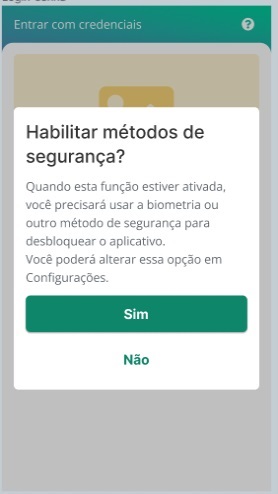 Entrar com credenciais
Habilitar métodos de
segurança?
Quando esta função estiver ativada,
você precisará usar a biometria ou
outro método de segurança para
desbloquear o aplicativo.
Você poderá alterar essa opção em
Configurações.
Sim
Não